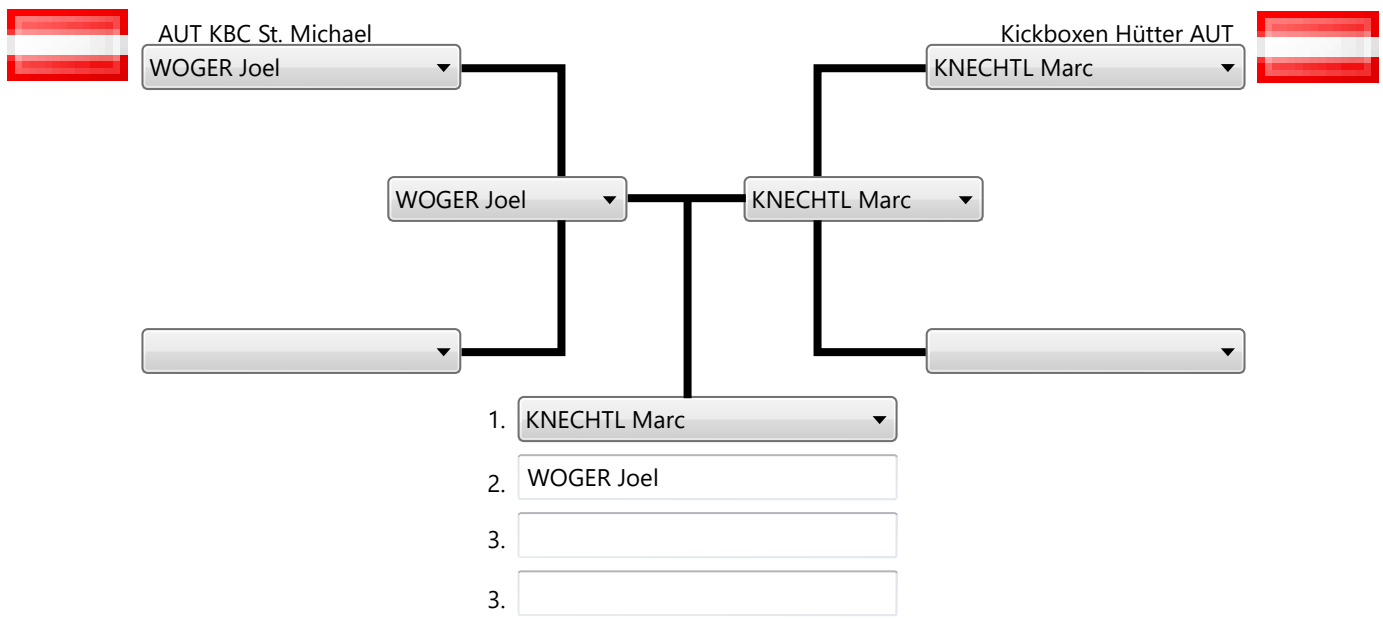 AUT KBC St. Michael
Kickboxen Hütter AUT
WOGER Joel
KNECHTL Marc
WOGER Joel
KNECHTL Marc
1. KNECHTL Marc
2. WOGER Joel
3.
3.